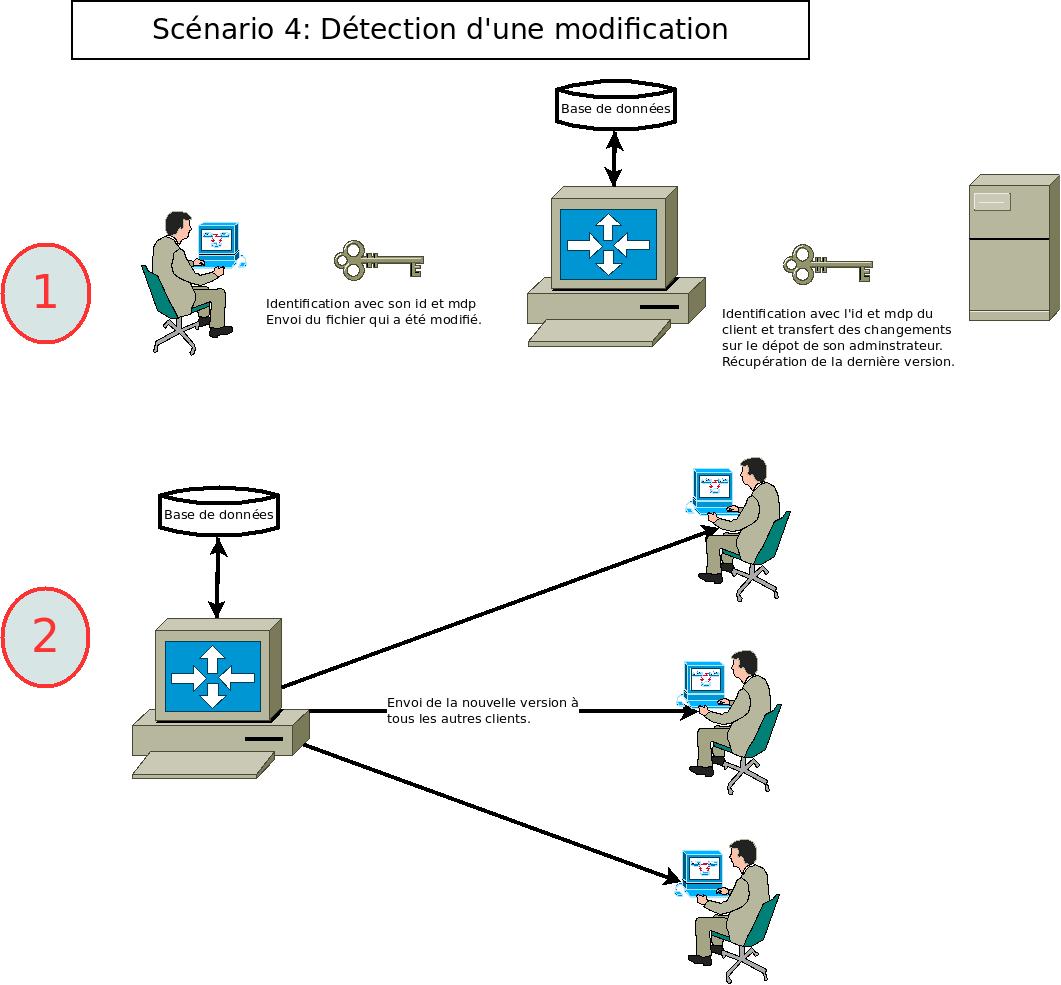 Scénario 4: Détection d'une modification
Base de données
1
Identification avec son id et mdp
Envoi du fichier qui a été modifié.
Identification avec l'id et mdp du
client et transfert des changements
sur le dépot de son adminstrateur.
Récupération de la dernière version.
Base de données
2
Envoi de la nouvelle version à
tous les autres clients.